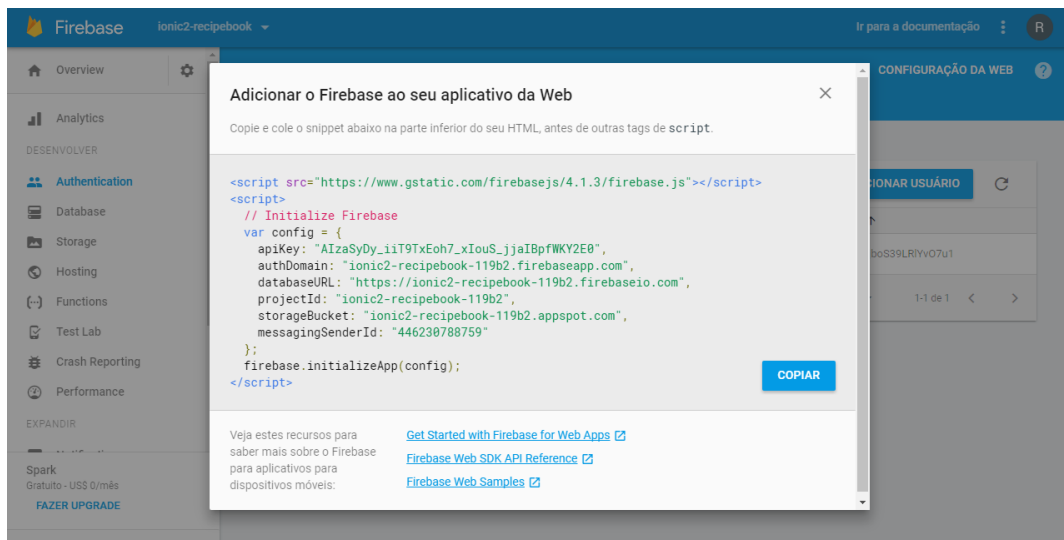 Firebase
ionic2-recipebook
Ir para a documentação
R
Overview
CONFIGURAÇÃO DA WEB
Analytics
DESENVOLVER
Authentication
Database
Storage
Hosting
Functions
Test Lab
Crash Reporting
Performance
EXPANDIR
Spark
Gratuito - US$ 0/mês
FAZER UPGRADE
Adicionar o Firebase ao seu aplicativo da Web
Copie e cole o snippet abaixo na parte inferior do seu HTML, antes de outras tags de script.
<script src="https://www.gstatic.com/firebasejs/4.1.3/firebase.js"></script>
<script>
// Initialize Firebase
var config = {
apiKey: "AIzaSyDy_iiT9TxEoh7_xIouS_jjaIBpfWKY2E0",
authDomain: "ionic2-recipebook-119b2.firebaseapp.com",
databaseURL: "https://ionic2-recipebook-119b2.firebaseio.com",
projectId: "ionic2-recipebook-119b2",
storageBucket: "ionic2-recipebook-119b2.appspot.com",
messagingSenderId: "446230788759"
};
firebase.initializeApp(config);
</script>
COPIAR
Veja estes recursos para
saber mais sobre o Firebase
para aplicativos para
dispositivos móveis:
Get Started with Firebase for Web Apps
Firebase Web SDK API Reference
Firebase Web Samples
IONAR USUÁRIO
boS39LRlYvO7u1
1-1 de 1